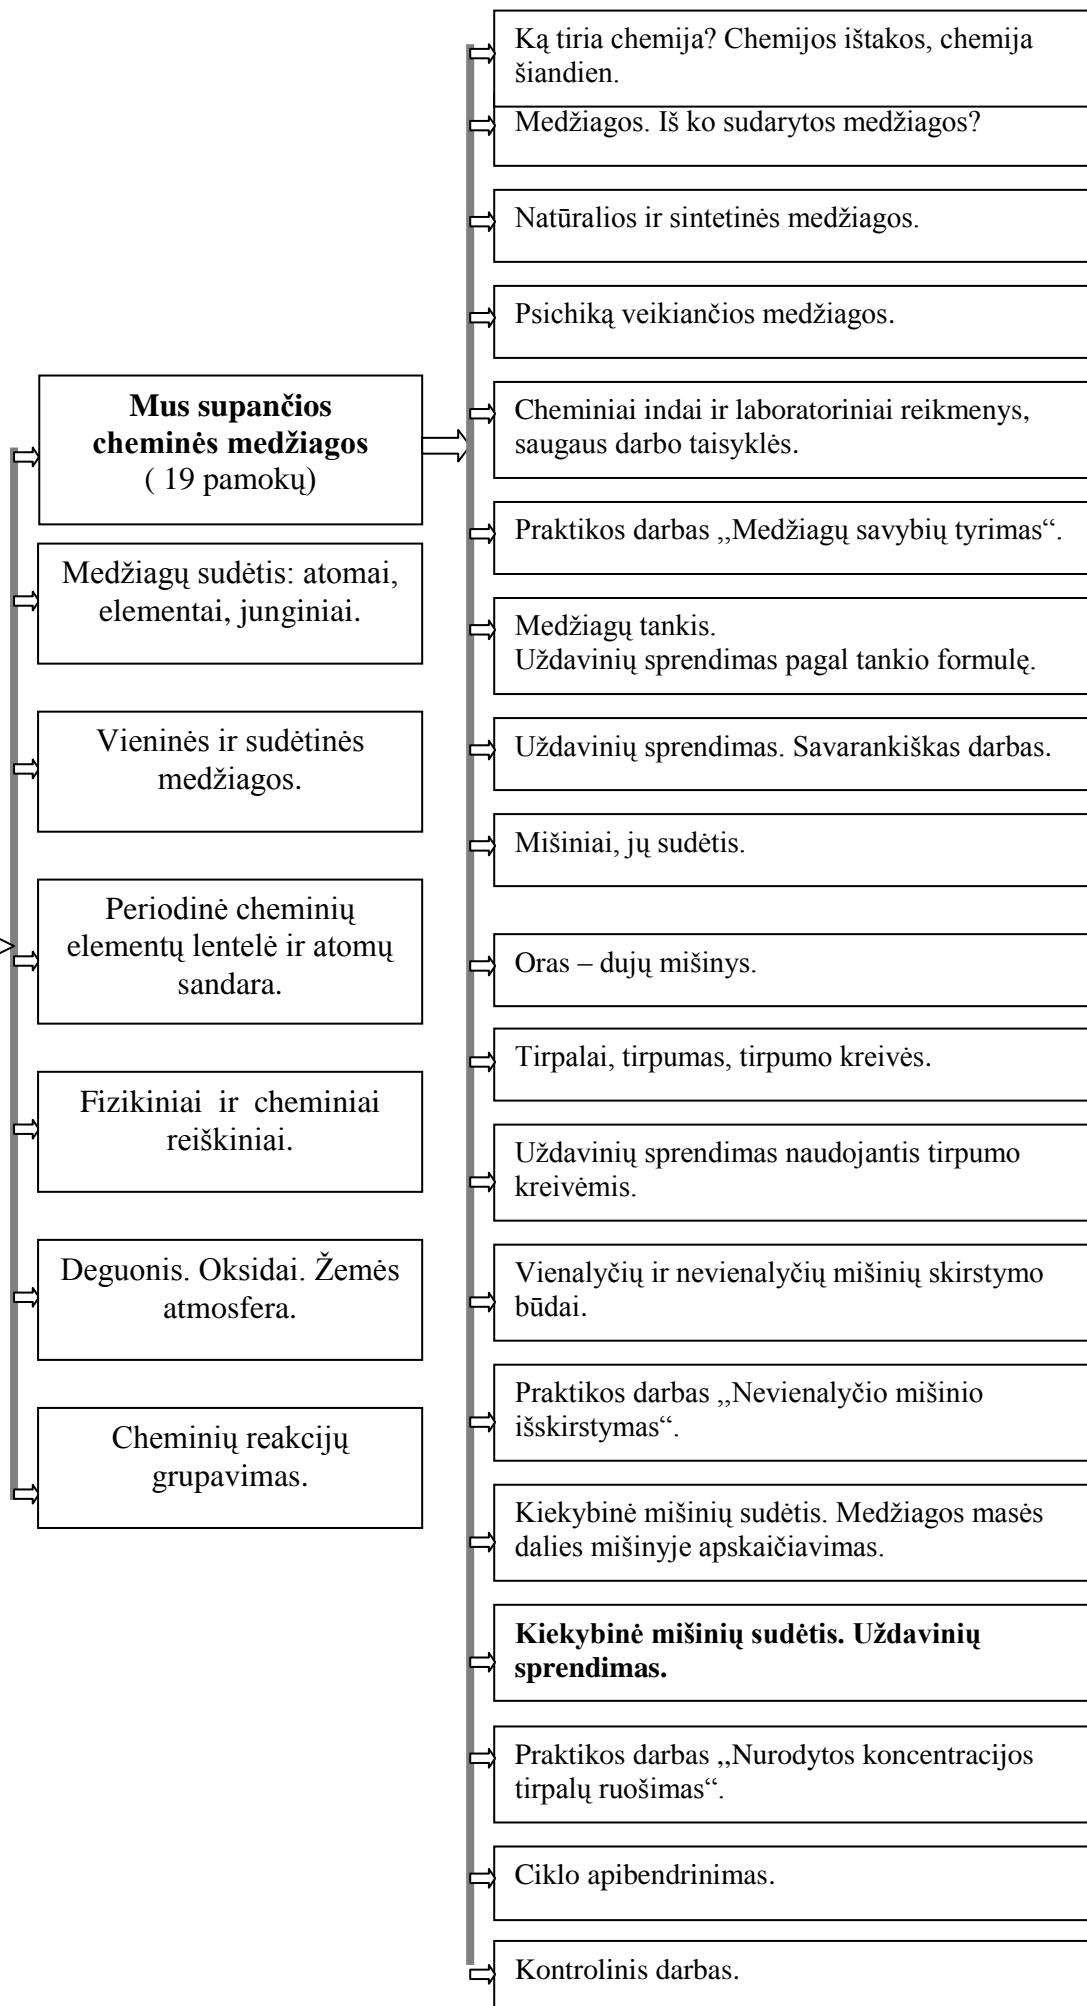 Mus supančios
cheminės medžiagos
( 19 pamokų)
Medžiagų sudėtis: atomai,
elementai, junginiai.
Vieninės ir sudėtinės
medžiagos.
Periodinė cheminių
elementų lentelė ir atomų
sandara.
Fizikiniai ir cheminiai
reiškiniai.
Deguonis. Oksidai. Žemės
atmosfera.
Cheminių reakcijų
grupavimas.
Ką tiria chemija? Chemijos ištakos, chemija
šiandien.
Medžiagos. Iš ko sudarytos medžiagos?
Natūralios ir sintetinės medžiagos.
Psichiką veikiančios medžiagos.
Cheminiai indai ir laboratoriniai reikmenys,
saugaus darbo taisyklės.
Praktikos darbas ,,Medžiagų savybių tyrimas“.
Medžiagų tankis.
Uždavinių sprendimas pagal tankio formulę.
Uždavinių sprendimas. Savarankiškas darbas.
Mišiniai, jų sudėtis.
Oras – dujų mišinys.
Tirpalai, tirpumas, tirpumo kreivės.
Uždavinių sprendimas naudojantis tirpumo
kreivėmis.
Vienalyčių ir nevienalyčių mišinių skirstymo
būdai.
Praktikos darbas ,,Nevienalyčio mišinio
išskirstymas“.
Kiekybinė mišinių sudėtis. Medžiagos masės
dalies mišinyje apskaičiavimas.
Kiekybinė mišinių sudėtis. Uždavinių
sprendimas.
Praktikos darbas ,,Nurodytos koncentracijos
tirpalų ruošimas“.
Ciklo apibendrinimas.
Kontrolinis darbas.